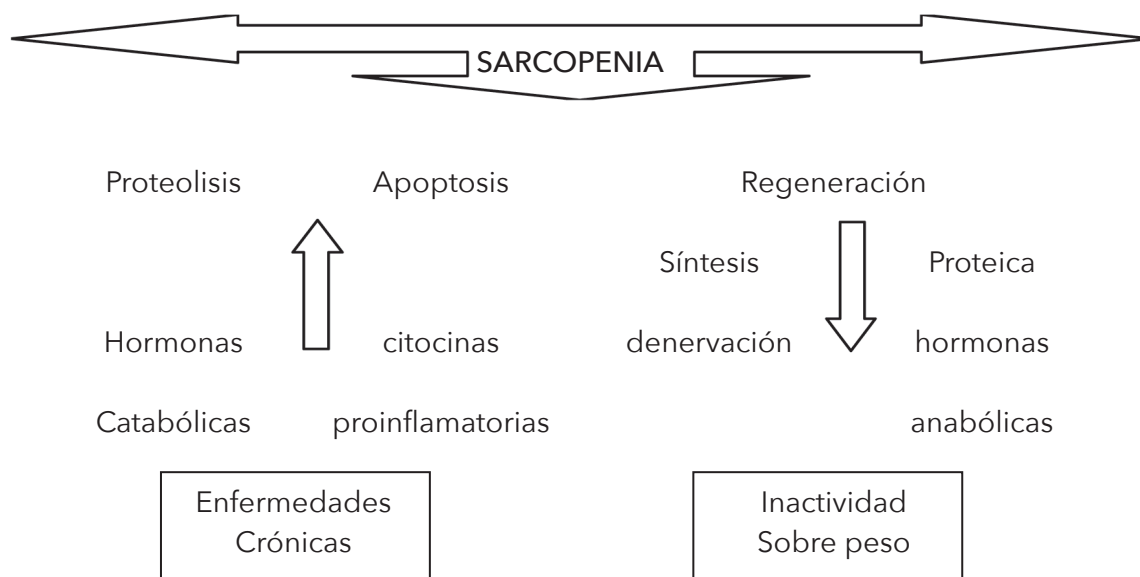 SARCOPENIA
Proteolisis Apoptosis Regeneración
Síntesis Proteica
Hormonas citocinas denervación hormonas
Catabólicas proinflamatorias anabólicas
Enfermedades
Crónicas
Inactividad
Sobre peso